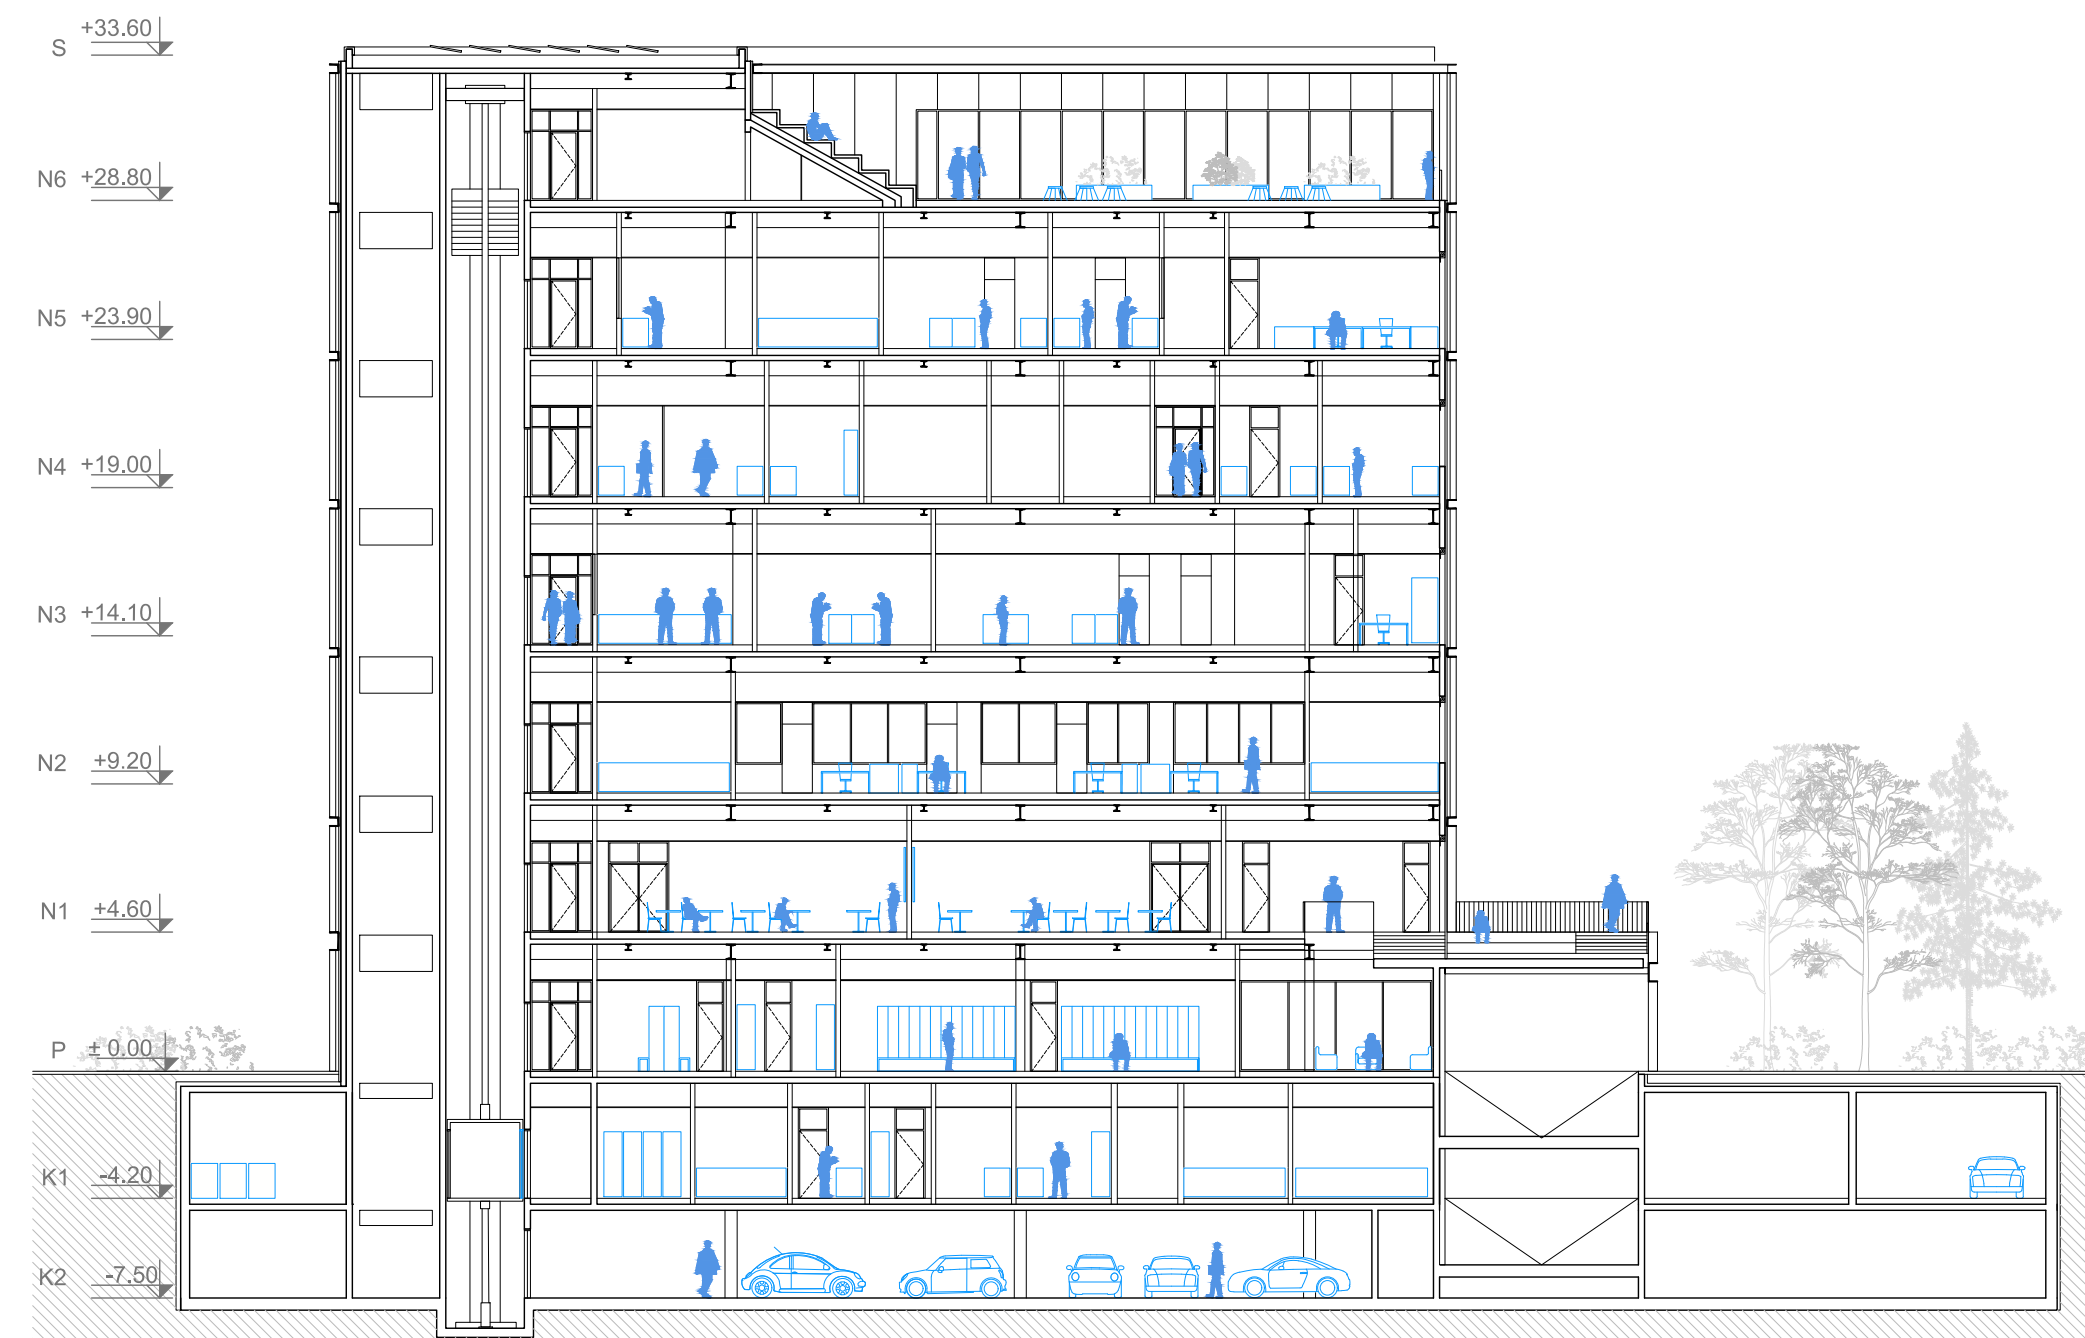 S +33.60
N6 +28.80
N5 +23.90
N4 +19.00
N3 +14.10
N2 +9.20
N1 +4.60
P ± 0.00
K1 -4.20
K2 -7.50